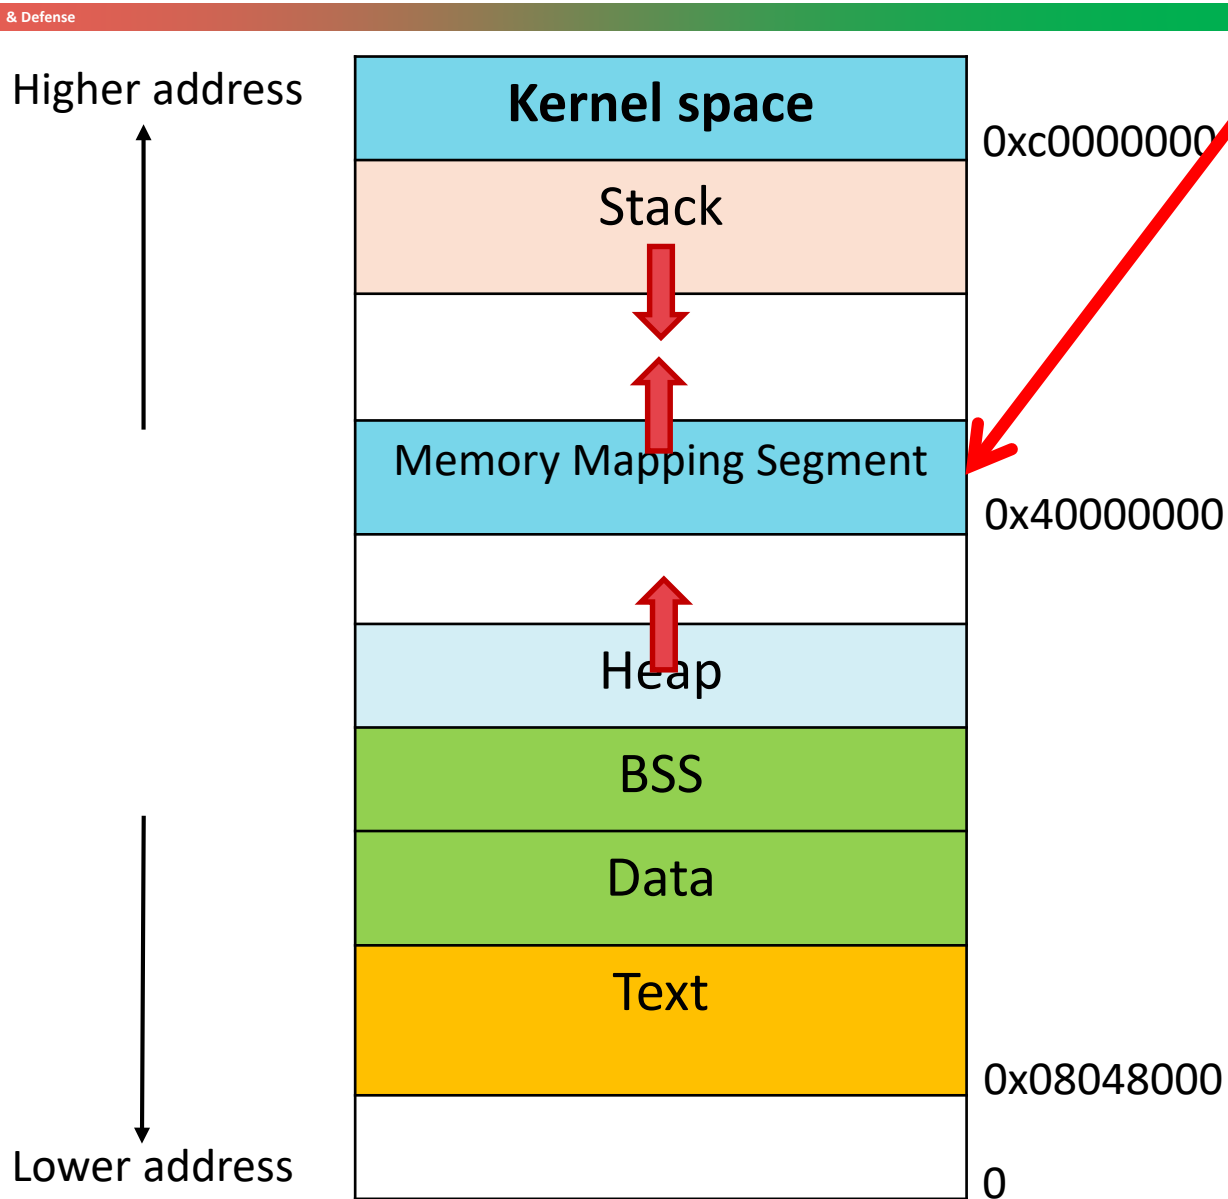 & Defense
Higher address
Kernel space
0xc0000000
Stack
Memory Mapping Segment
0x40000000
Heap
BSS
Data
Text
0x08048000
Lower address
0